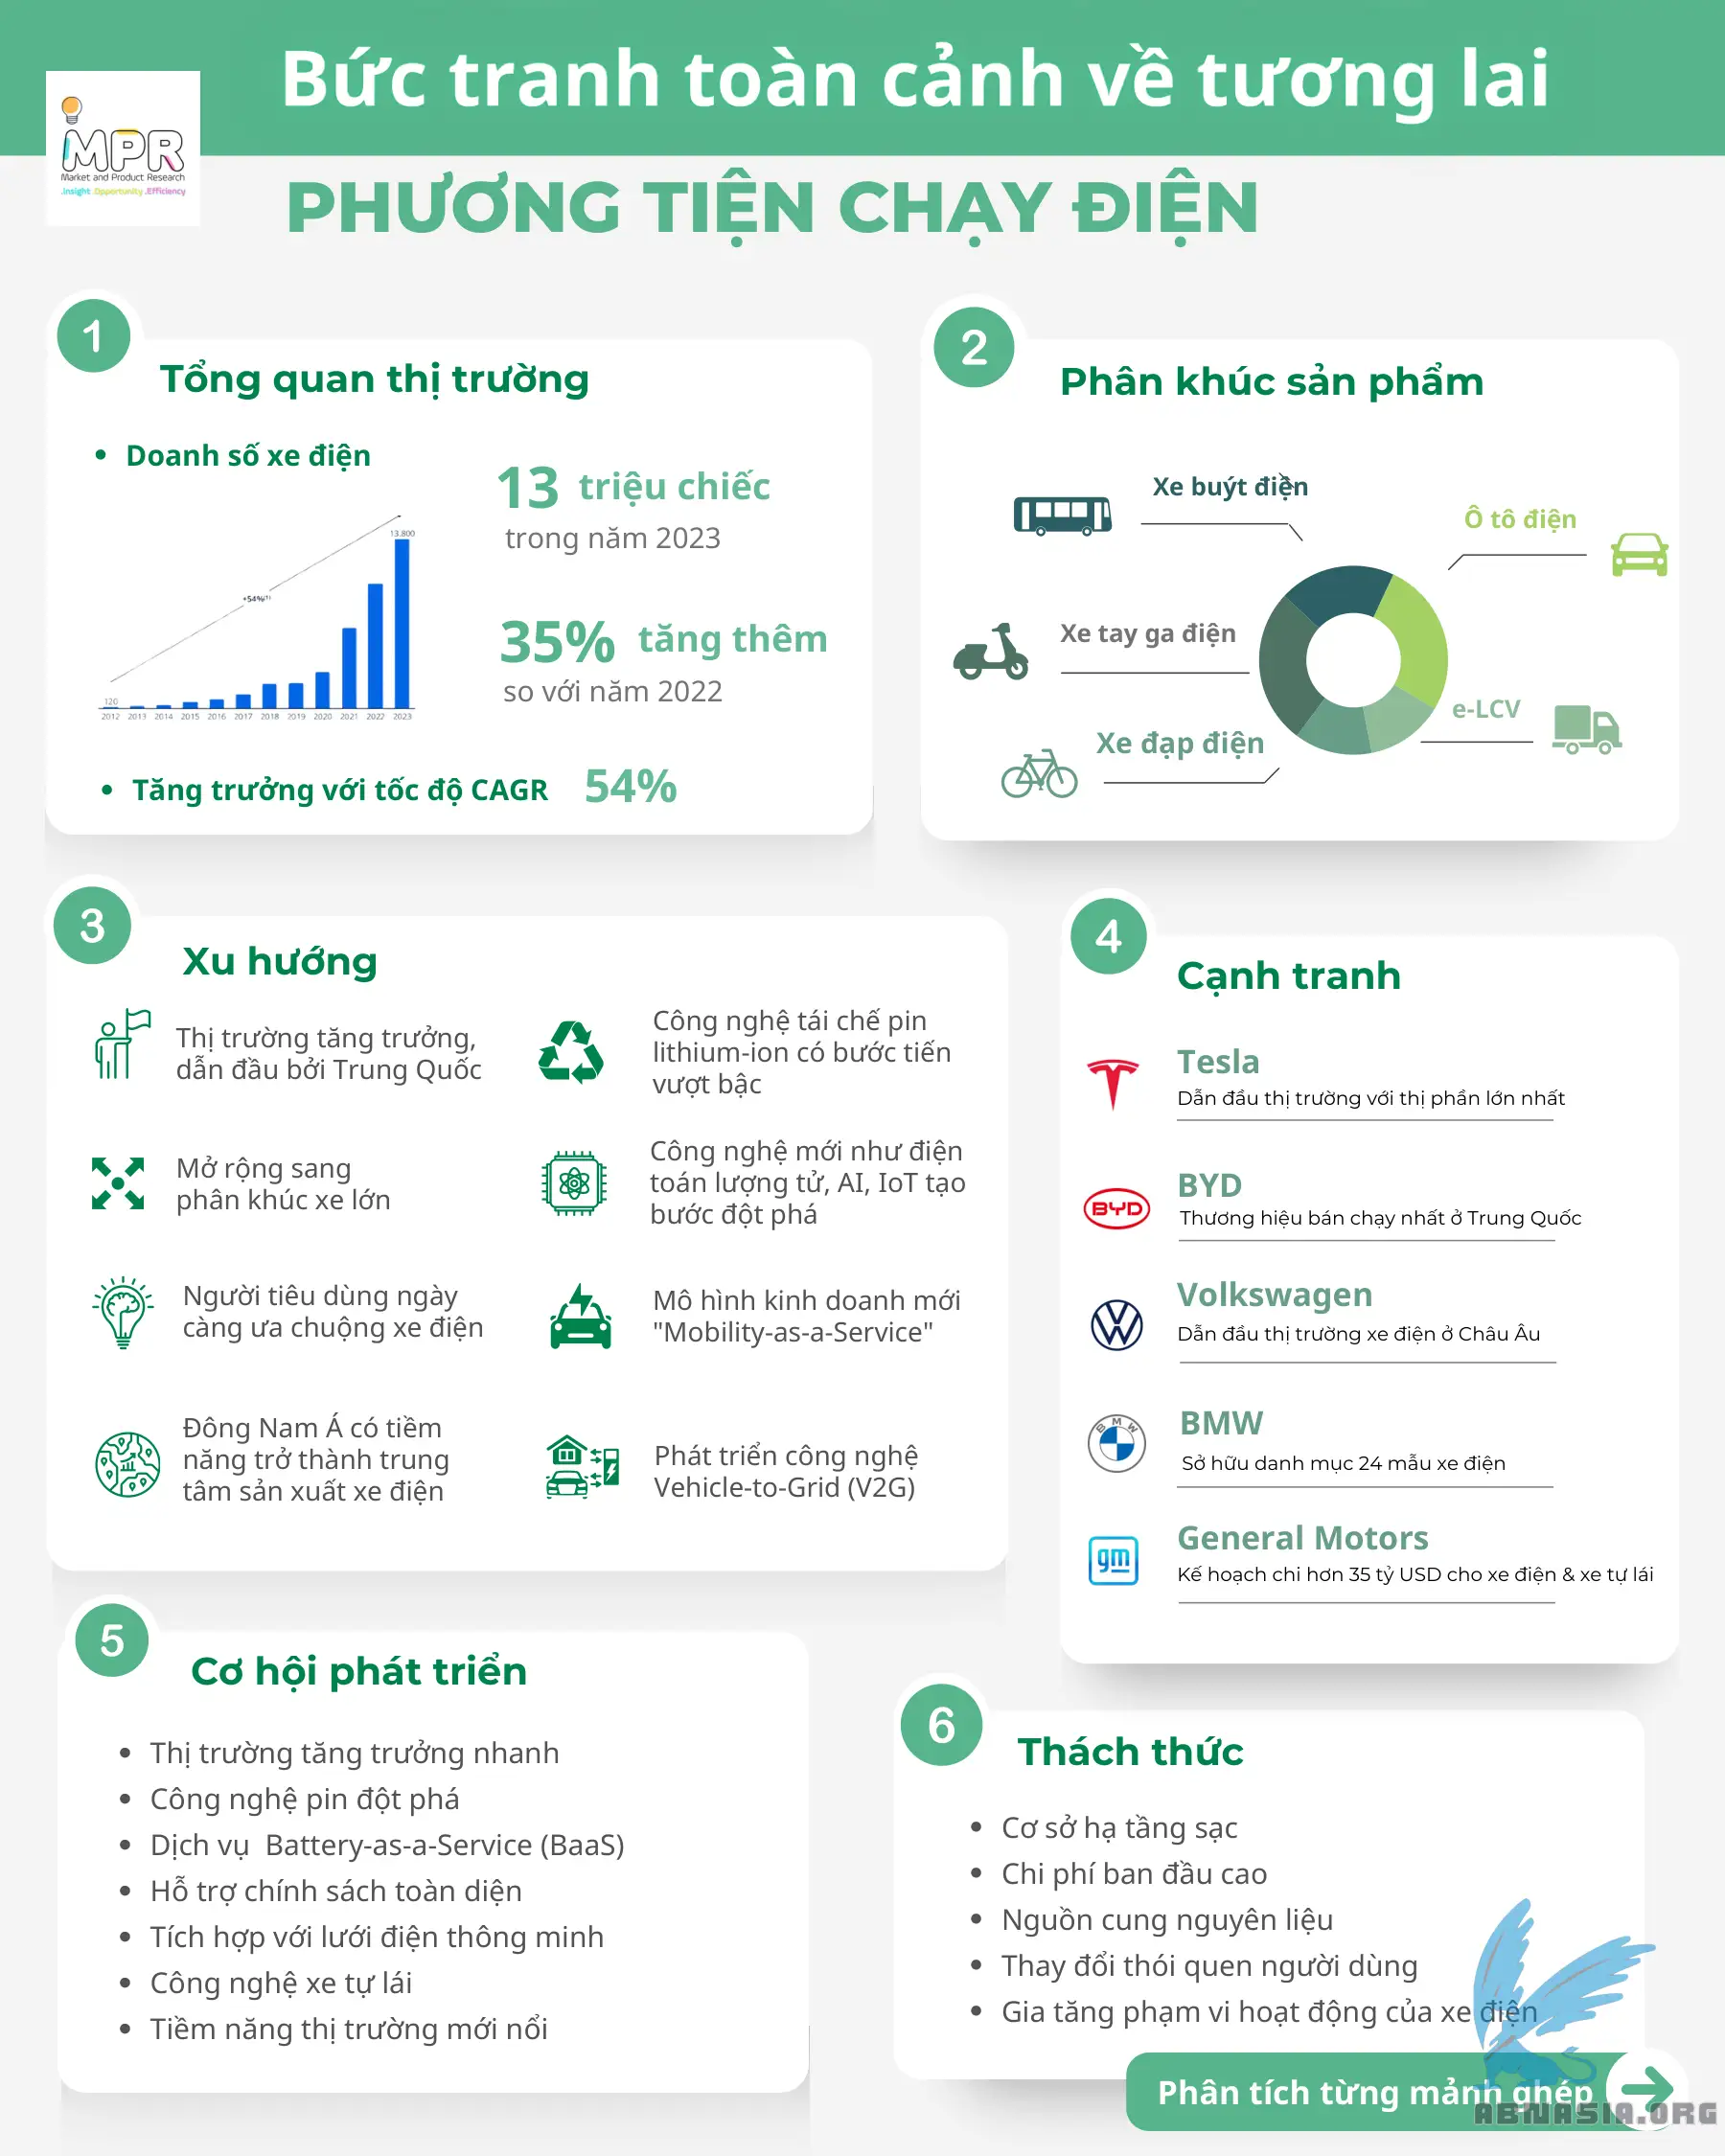 Bức tranh toàn cảnh về tương lai
MPR
Market and Product Research
.Insight .Opportunity .Efficiency
PHƯƠNG TIỆN CHẠY ĐIỆN
1
Tổng quan thị trường
Doanh số xe điện
13 triệu chiếc
trong năm 2023
35% tăng thêm
so với năm 2022
13.800
+54%(1)
120
2012 2013 2014 2015 2016 2017 2018 2019 2020 2021 2022 2023
Tăng trưởng với tốc độ CAGR 54%
2
Phân khúc sản phẩm
Xe buýt điện
Ô tô điện
Xe tay ga điện
e-LCV
Xe đạp điện
3
Xu hướng
Thị trường tăng trưởng,
dẫn đầu bởi Trung Quốc
Công nghệ tái chế pin
lithium-ion có bước tiến
vượt bậc
Mở rộng sang
phân khúc xe lớn
Công nghệ mới như điện
toán lượng tử, AI, IoT tạo
bước đột phá
Người tiêu dùng ngày
càng ưa chuộng xe điện
Mô hình kinh doanh mới
"Mobility-as-a-Service"
Đông Nam Á có tiềm
năng trở thành trung
tâm sản xuất xe điện
Phát triển công nghệ
Vehicle-to-Grid (V2G)
4
Cạnh tranh
Tesla
Dẫn đầu thị trường với thị phần lớn nhất
BYD
BYD
Thương hiệu bán chạy nhất ở Trung Quốc
Volkswagen
Dẫn đầu thị trường xe điện ở Châu Âu
BMW
BMW
Sở hữu danh mục 24 mẫu xe điện
gm
General Motors
Kế hoạch chi hơn 35 tỷ USD cho xe điện & xe tự lái
5
Cơ hội phát triển
Thị trường tăng trưởng nhanh
Công nghệ pin đột phá
Dịch vụ Battery-as-a-Service (BaaS)
Hỗ trợ chính sách toàn diện
Tích hợp với lưới điện thông minh
Công nghệ xe tự lái
Tiềm năng thị trường mới nổi
6
Thách thức
Cơ sở hạ tầng sạc
Chi phí ban đầu cao
Nguồn cung nguyên liệu
Thay đổi thói quen người dùng
Gia tăng phạm vi hoạt động của xe điện
Phân tích từng mảnh ghép
ABNASIA.ORG